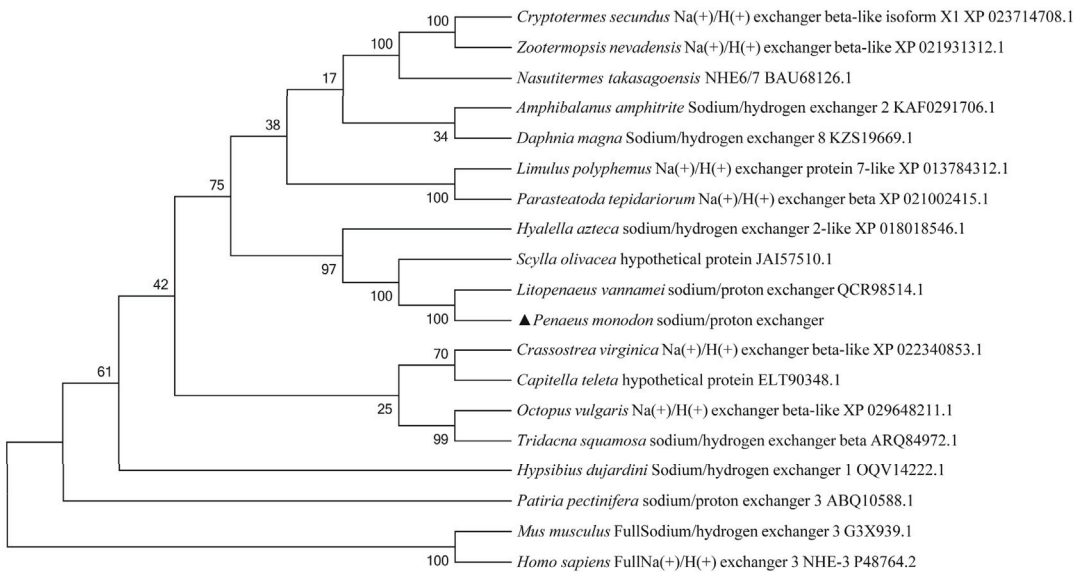 100
Cryptotermes secundus Na(+)/H(+) exchanger beta-like isoform X1 XP 023714708.1
100
Zootermopsis nevadensis Na(+)/H(+) exchanger beta-like XP 021931312.1
17
Nasutitermes takasagoensis NHE6/7 BAU68126.1
Amphibalanus amphitrite Sodium/hydrogen exchanger 2 KAF0291706.1
38
34
Daphnia magna Sodium/hydrogen exchanger 8 KZS19669.1
Limulus polyphemus Na(+)/H(+) exchanger protein 7-like XP 013784312.1
75
100
Parasteatoda tepidariorum Na(+)/H(+) exchanger beta XP 021002415.1
Hyalella azteca sodium/hydrogen exchanger 2-like XP 018018546.1
97
Scylla olivacea hypothetical protein JAI57510.1
42
100
Litopenaeus vannamei sodium/proton exchanger QCR98514.1
100
▲Penaeus monodon sodium/proton exchanger
70
Crassostrea virginica Na(+)/H(+) exchanger beta-like XP 022340853.1
61
Capitella teleta hypothetical protein ELT90348.1
25
Octopus vulgaris Na(+)/H(+) exchanger beta-like XP 029648211.1
99
Tridacna squamosa sodium/hydrogen exchanger beta ARQ84972.1
Hypsibius dujardini Sodium/hydrogen exchanger 1 OQV14222.1
Patiria pectinifera sodium/proton exchanger 3 ABQ10588.1
Mus musculus FullSodium/hydrogen exchanger 3 G3X939.1
100
Homo sapiens FullNa(+)/H(+) exchanger 3 NHE-3 P48764.2